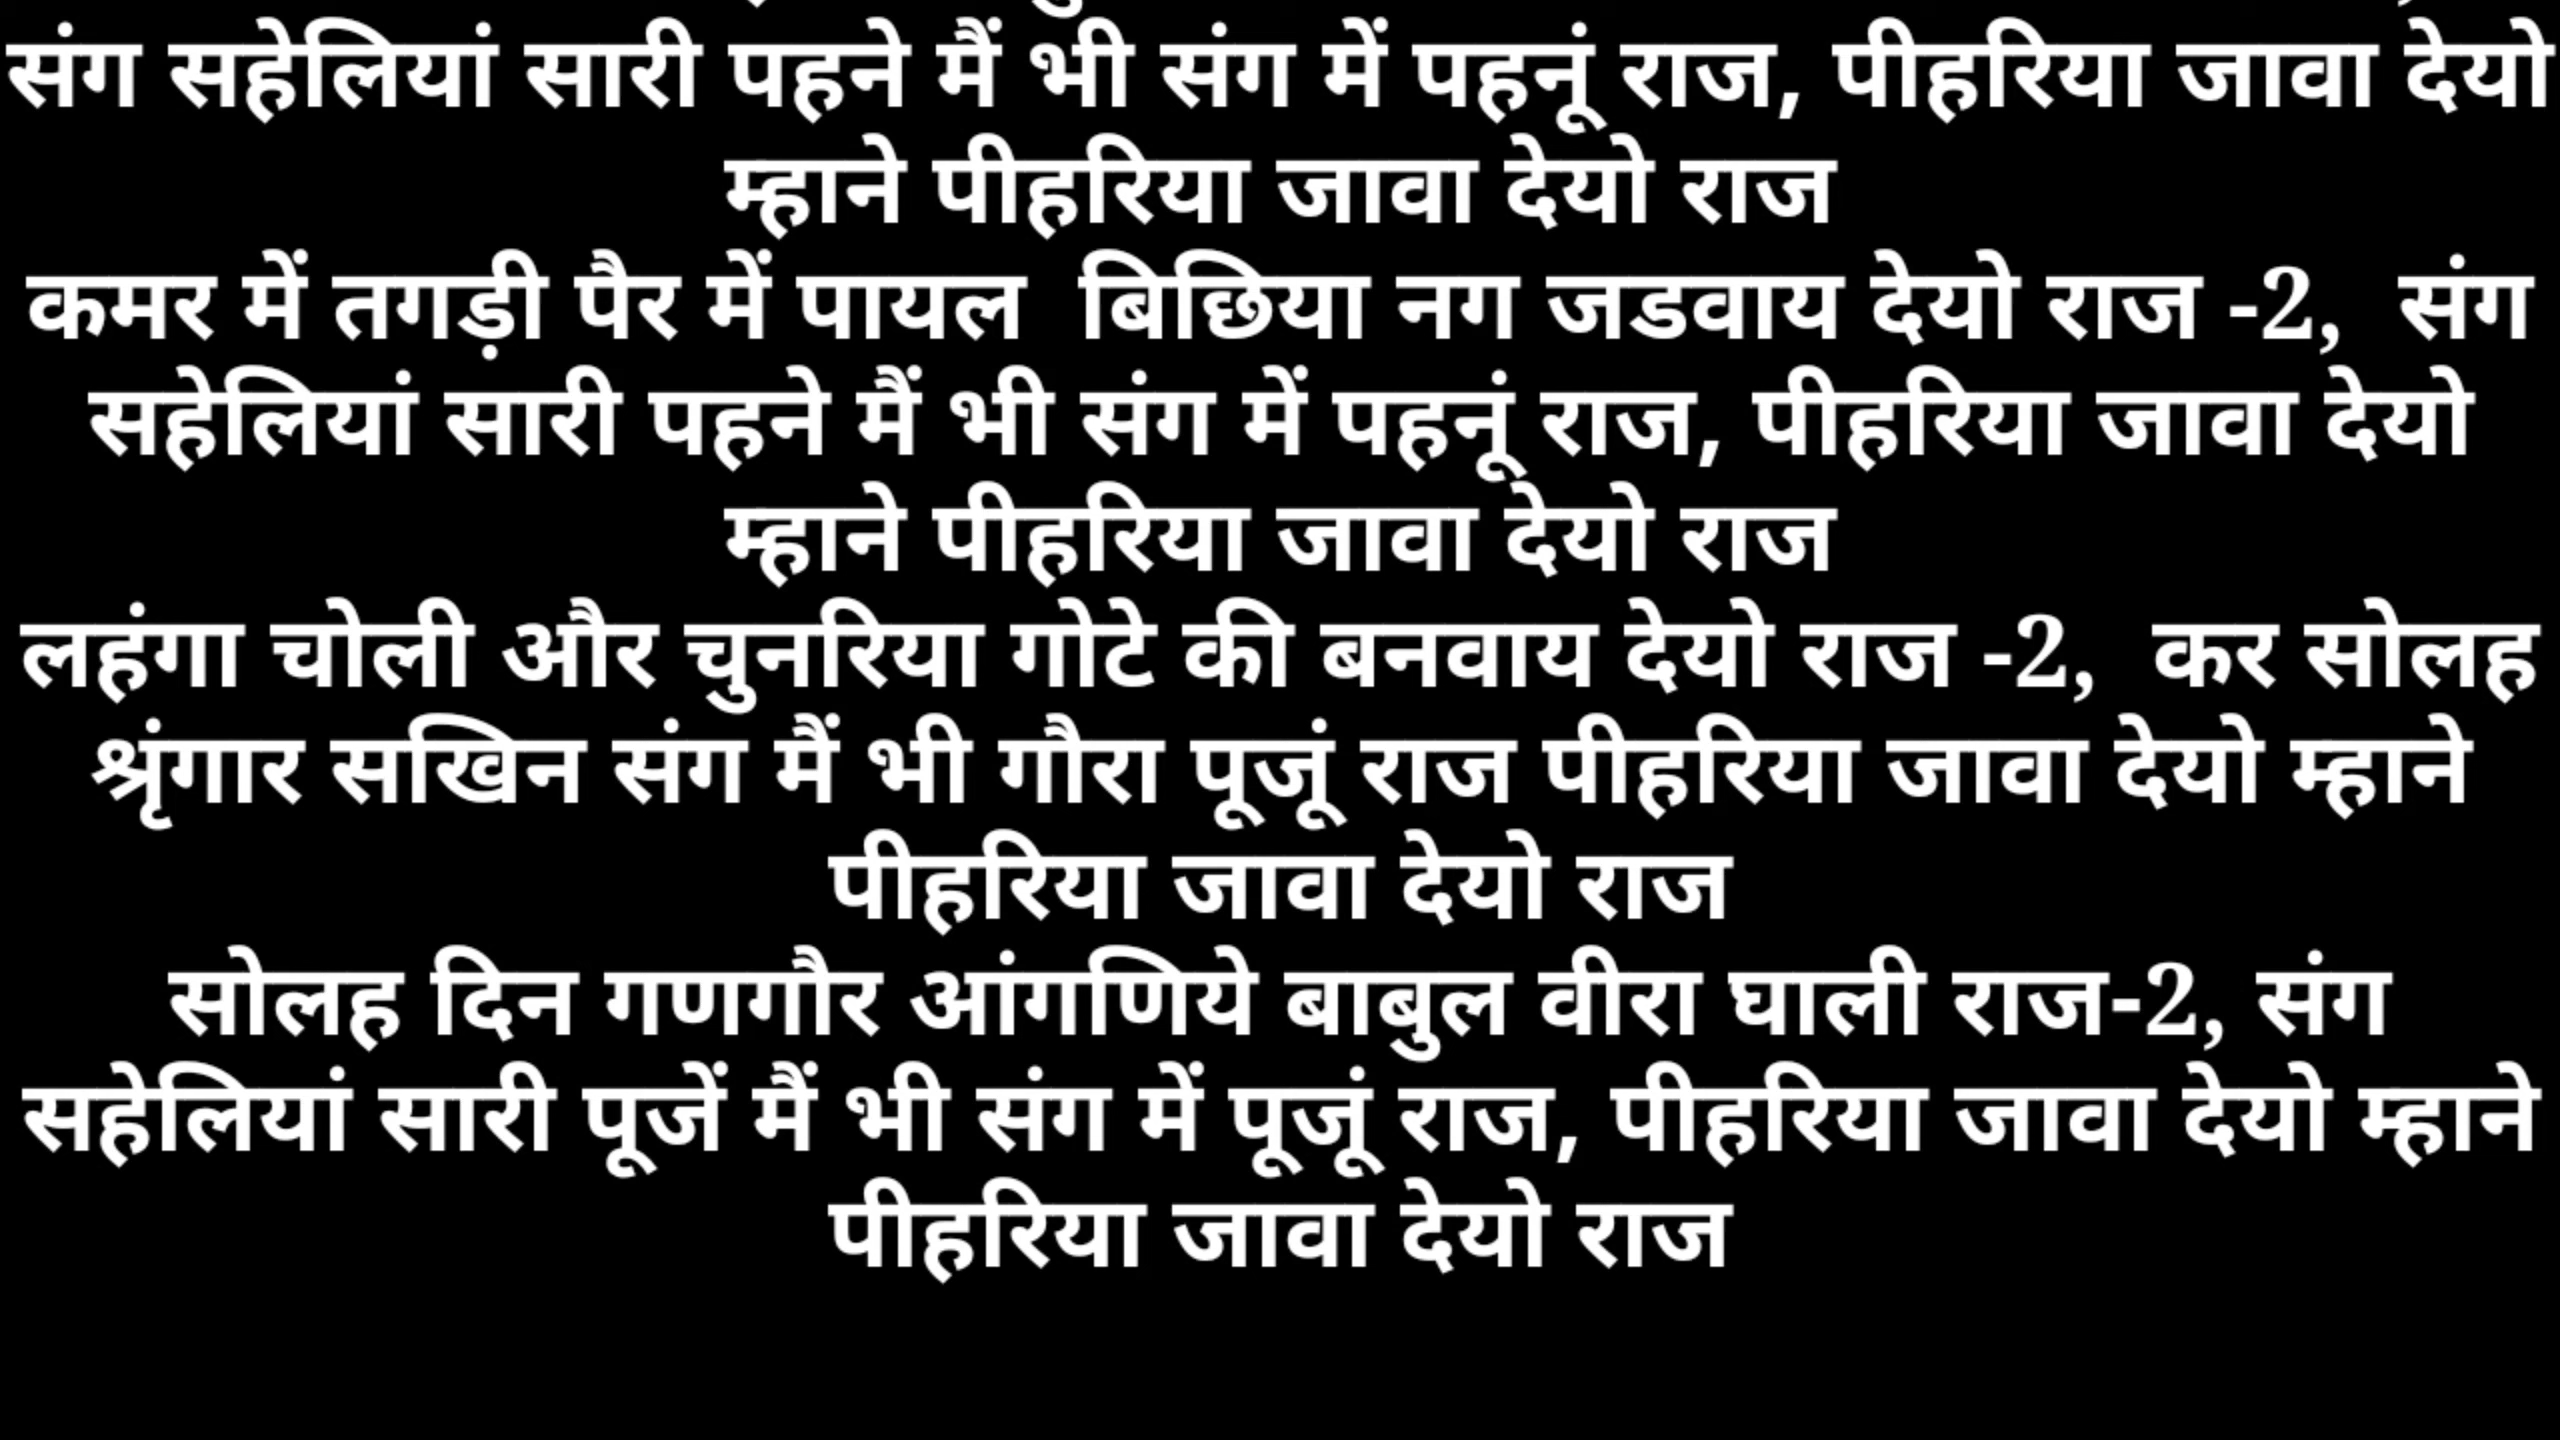 संग सहेलियां सारी पहने मैं भी संग में पहनूं राज, पीहरिया जावा देयो
म्हाने पीहरिया जावा देयो राज
कमर में तगड़ी पैर में पायल  बिछिया नग जडवाय देयो राज -2,  संग
सहेलियां सारी पहने मैं भी संग में पहनूं राज, पीहरिया जावा देयो
म्हाने पीहरिया जावा देयो राज
लहंगा चोली और चुनरिया गोटे की बनवाय देयो राज -2,  कर सोलह
श्रृंगार सखिन संग मैं भी गौरा पूजूं राज पीहरिया जावा देयो म्हाने
पीहरिया जावा देयो राज
सोलह दिन गणगौर आंगणिये बाबुल वीरा घाली राज-2, संग
सहेलियां सारी पूजें मैं भी संग में पूजूं राज, पीहरिया जावा देयो म्हाने
पीहरिया जावा देयो राज